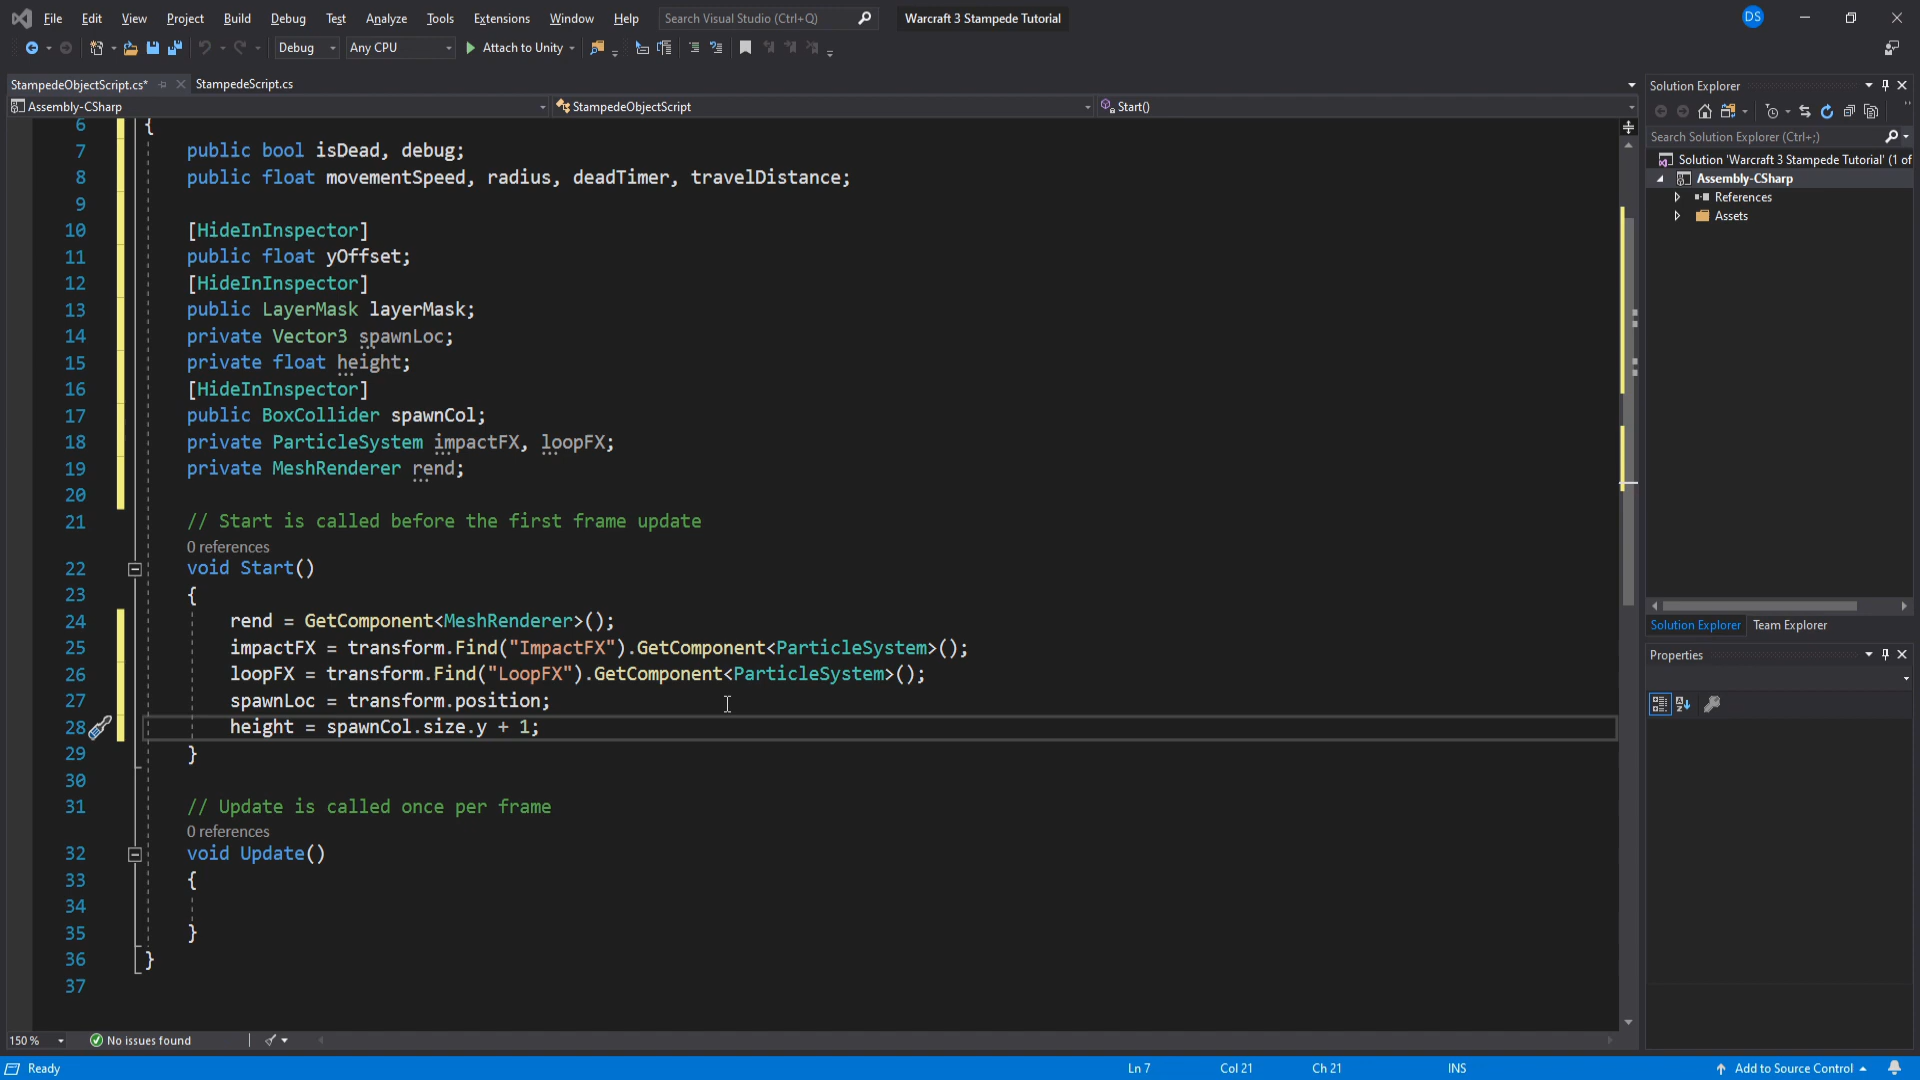 File Edit View Project Build Debug Test Analyze Tools Extensions Window Help Search Visual Studio (Ctrl+Q) Warcraft 3 Stampede Tutorial DS
Debug Any CPU Attach to Unity
StampedeObjectScript.cs* StampedeScript.cs
Assembly-CSharp StampedeObjectScript Start()
6 {
7 public bool isDead, debug;
8 public float movementSpeed, radius, deadTimer, travelDistance;
9
10 [HideInInspector]
11 public float yOffset;
12 [HideInInspector]
13 public LayerMask layerMask;
14 private Vector3 spawnLoc;
15 private float height;
16 [HideInInspector]
17 public BoxCollider spawnCol;
18 private ParticleSystem impactFX, loopFX;
19 private MeshRenderer rend;
20
21 // Start is called before the first frame update
0 references
22 void Start()
23 {
24 rend = GetComponent<MeshRenderer>();
25 impactFX = transform.Find("ImpactFX").GetComponent<ParticleSystem>();
26 loopFX = transform.Find("LoopFX").GetComponent<ParticleSystem>();
27 spawnLoc = transform.position;
28 height = spawnCol.size.y + 1;
29 }
30
31 // Update is called once per frame
0 references
32 void Update()
33 {
34
35 }
36 }
37
150 % No issues found
Solution Explorer
Search Solution Explorer (Ctrl+;)
Solution 'Warcraft 3 Stampede Tutorial' (1 of
Assembly-CSharp
References
Assets
Solution Explorer Team Explorer
Properties
Ready Ln 7 Col 21 Ch 21 INS Add to Source Control